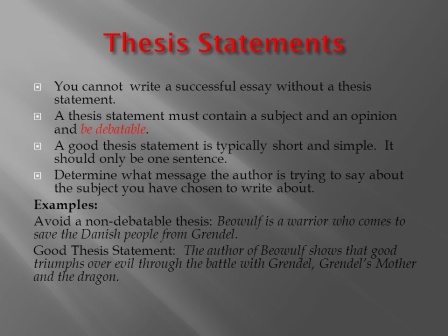 Thesis Statements
You cannot write a successful essay without a thesis
statement.
A thesis statement must contain a subject and an opinion
and be debatable.
A good thesis statement is typically short and simple. It
should only be one sentence.
Determine what message the author is trying to say about
the subject you have chosen to write about.
Examples:
Avoid a non-debatable thesis: Beowulf is a warrior who comes to
save the Danish people from Grendel.
Good Thesis Statement: The author of Beowulf shows that good
triumphs over evil through the battle with Grendel, Grendel's Mother
and the dragon.